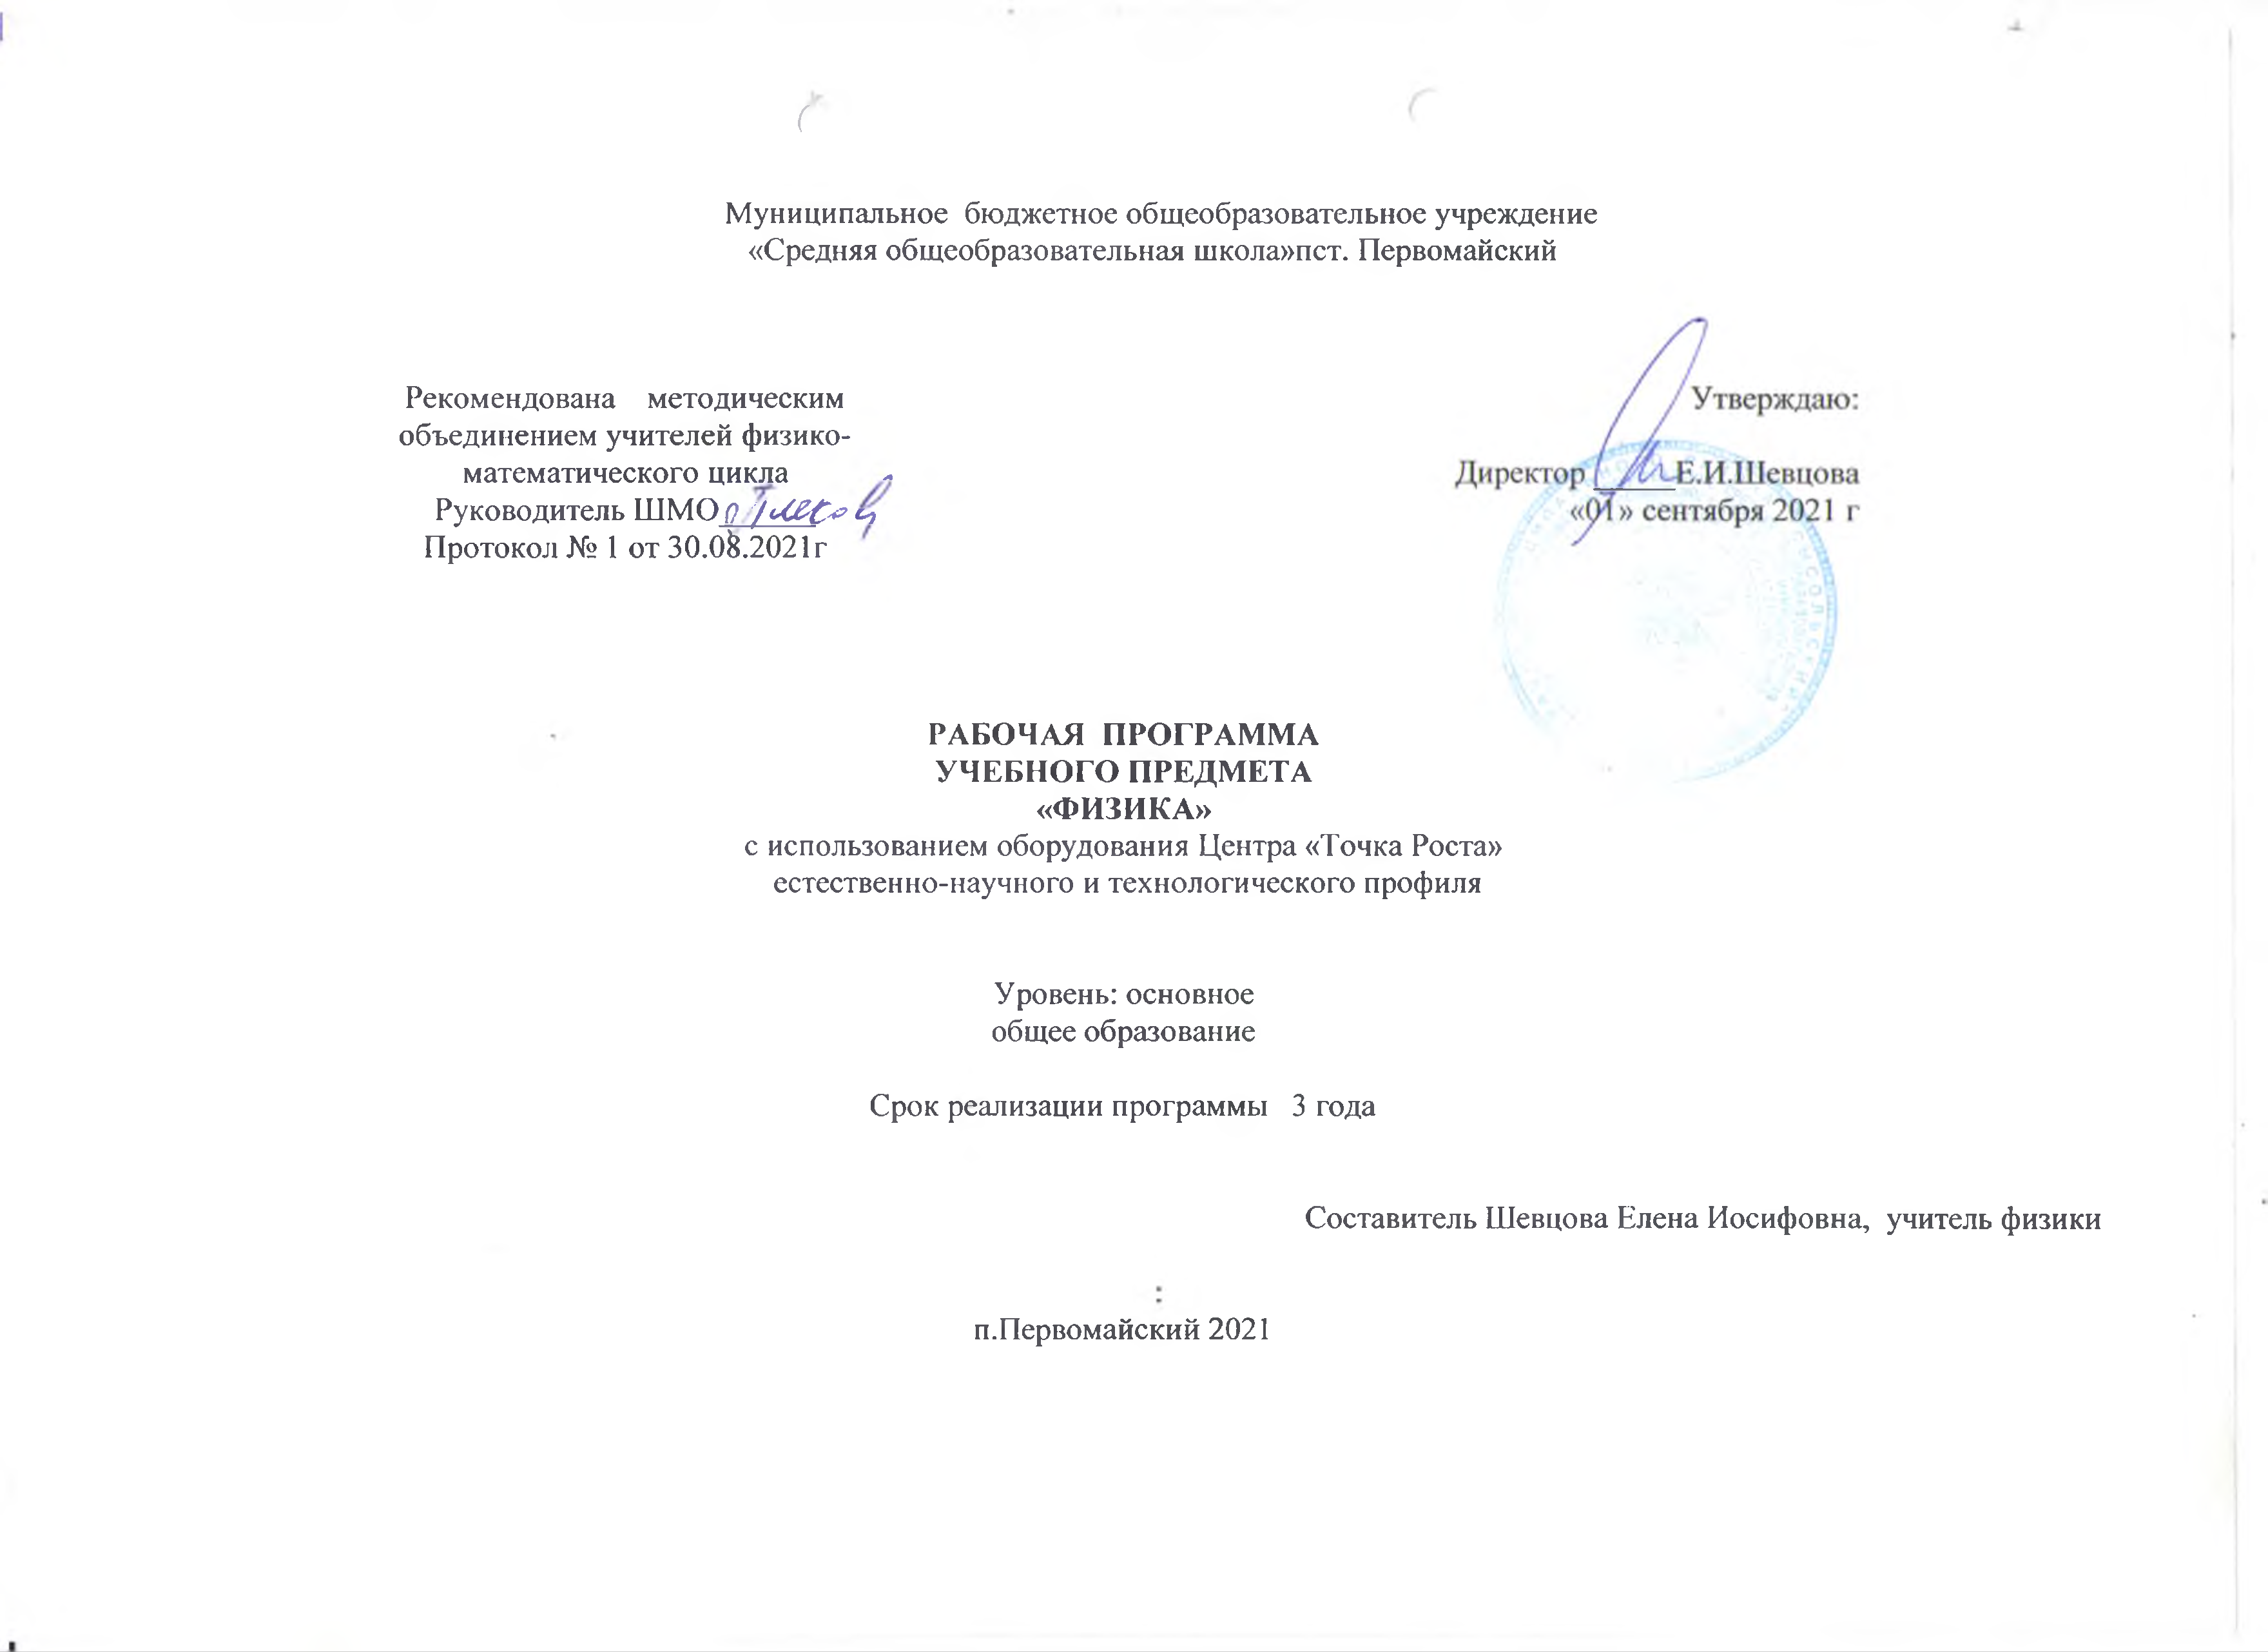 Муниципальное бюджетное общеобразовательное учреждение
«Средняя общеобразовательная школа»пст. Первомайский
Рекомендована методическим
объединением учителей физико-
математического цикла
Руководитель ШМО
Протокол № 1 от 30.08.2021г
Утверждаю:
Директор ______Е.И.Шевцова
«01» сентября 2021 г
РАБОЧАЯ ПРОГРАММА
УЧЕБНОГО ПРЕДМЕТА
«ФИЗИКА»
с использованием оборудования Центра «Точка Роста»
естественно-научного и технологического профиля
Уровень: основное
общее образование
Срок реализации программы 3 года
Составитель Шевцова Елена Иосифовна, учитель физики
:
п.Первомайский 2021